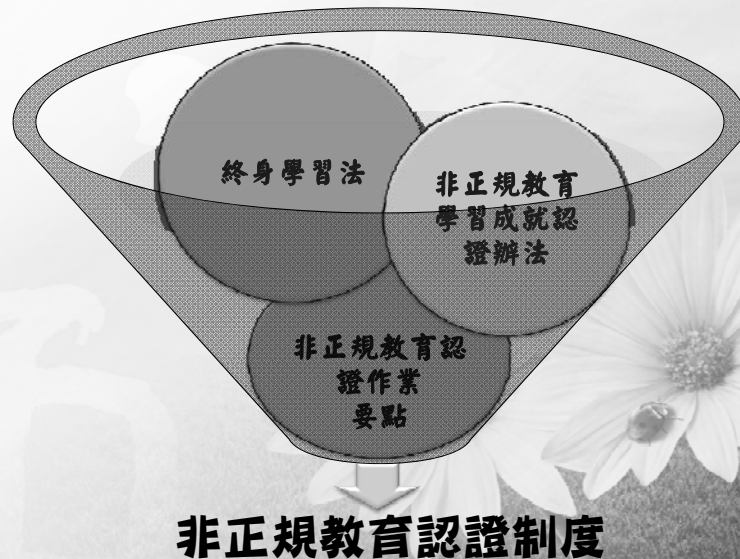 終身學習法
非正規教育
學習成就認
證辦法
非正規教育認
證作業
要點
非正規教育認證制度